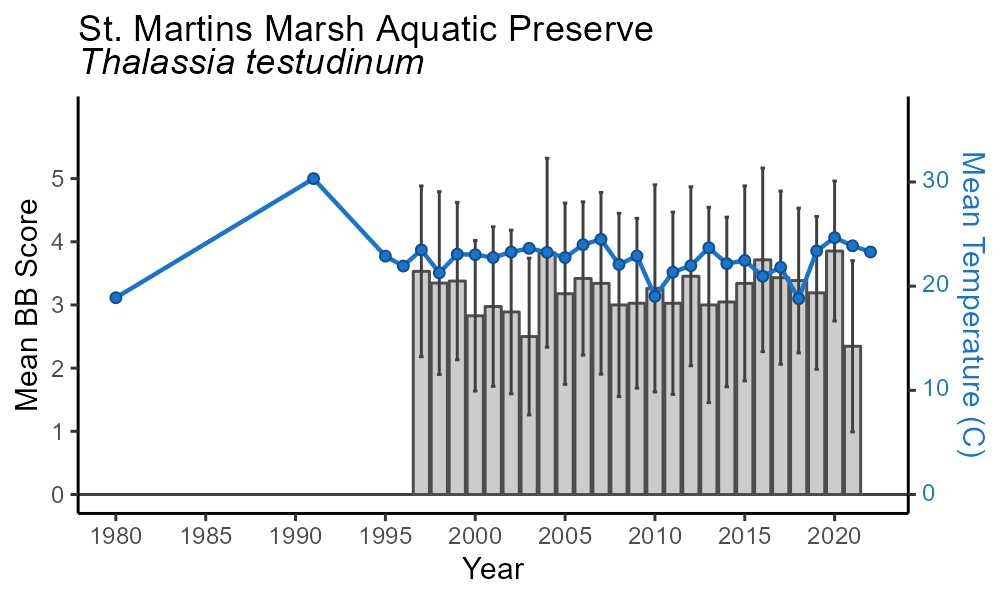 St. Martins Marsh Aquatic Preserve
Thalassia testudinum
Mean BB Score
5
4
3
2
1
0
30
20
10
0
Mean Temperature (C)
1980 1985 1990 1995 2000 2005 2010 2015 2020
Year